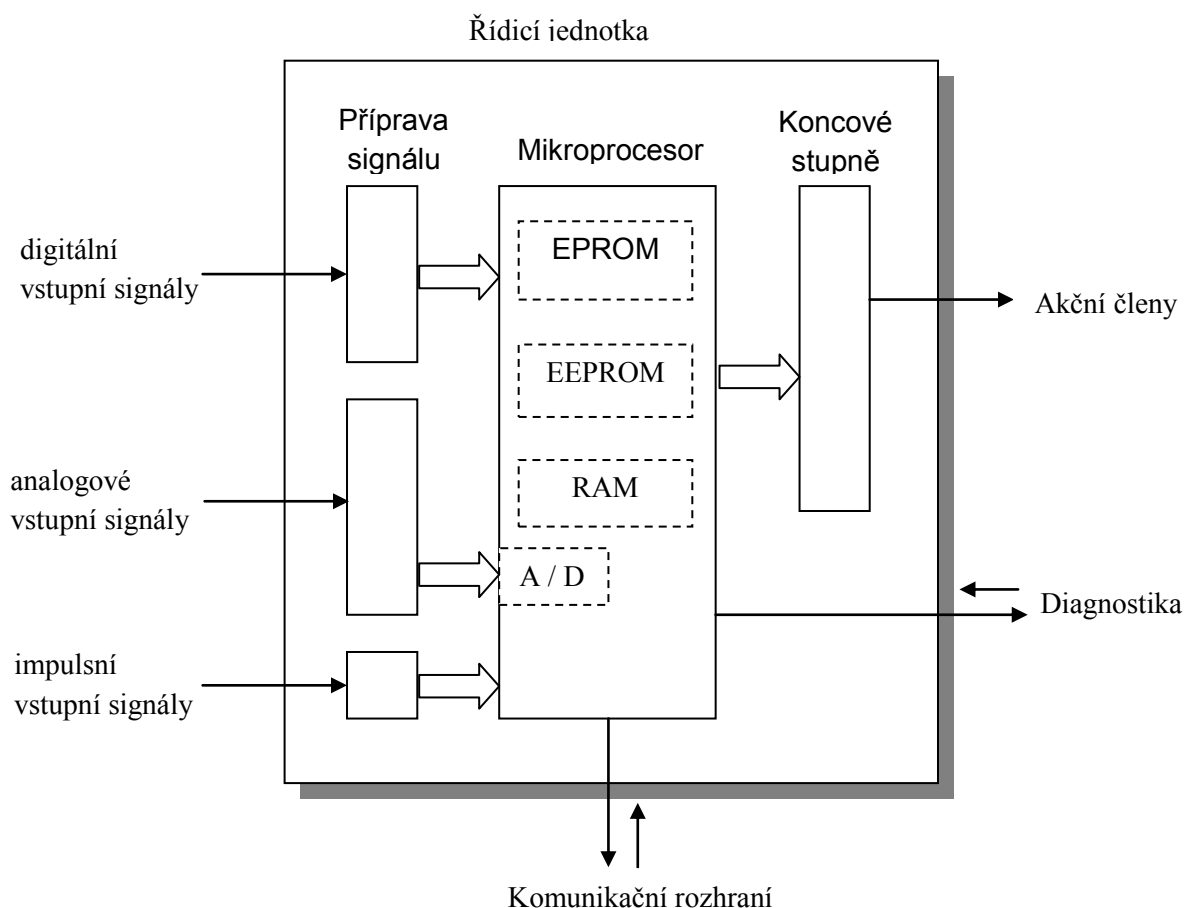 Řídicí jednotka
Příprava
signálu
Mikroprocesor
Koncové
stupně
digitální
vstupní signály
EPROM
Akční členy
EEPROM
analogové
vstupní signály
RAM
A / D
Diagnostika
impulsní
vstupní signály
Komunikační rozhraní